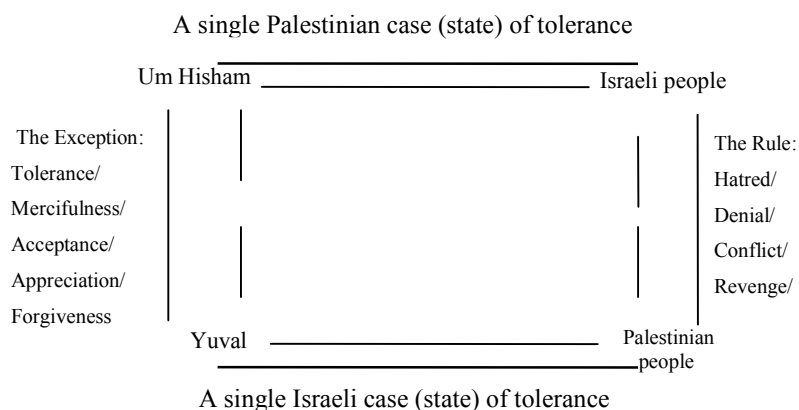 A single Palestinian case (state) of tolerance
Um Hisham
Israeli people
The Exception:
Tolerance/
Mercifulness/
Acceptance/
Appreciation/
Forgiveness
The Rule:
Hatred/
Denial/
Conflict/
Revenge/
Yuval
Palestinian
people
A single Israeli case (state) of tolerance